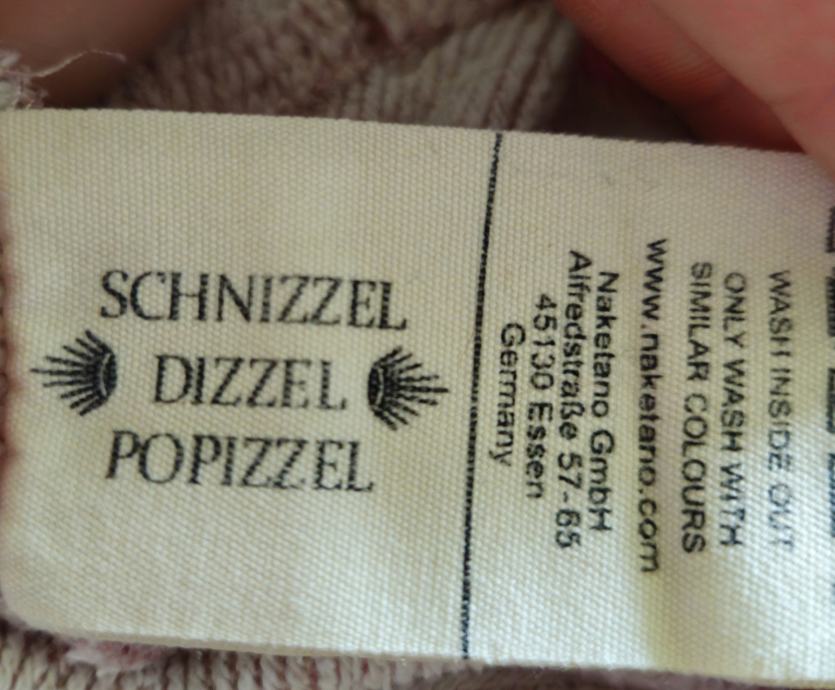 SCHNIZZEL
DIZZEL
POPIZZEL
WASH INSIDE OUT
ONLY WASH WITH
SIMILAR COLOURS
www.naketano.com
Naketano GmbH
Alfredstraße 57-65
45130 Essen
Germany